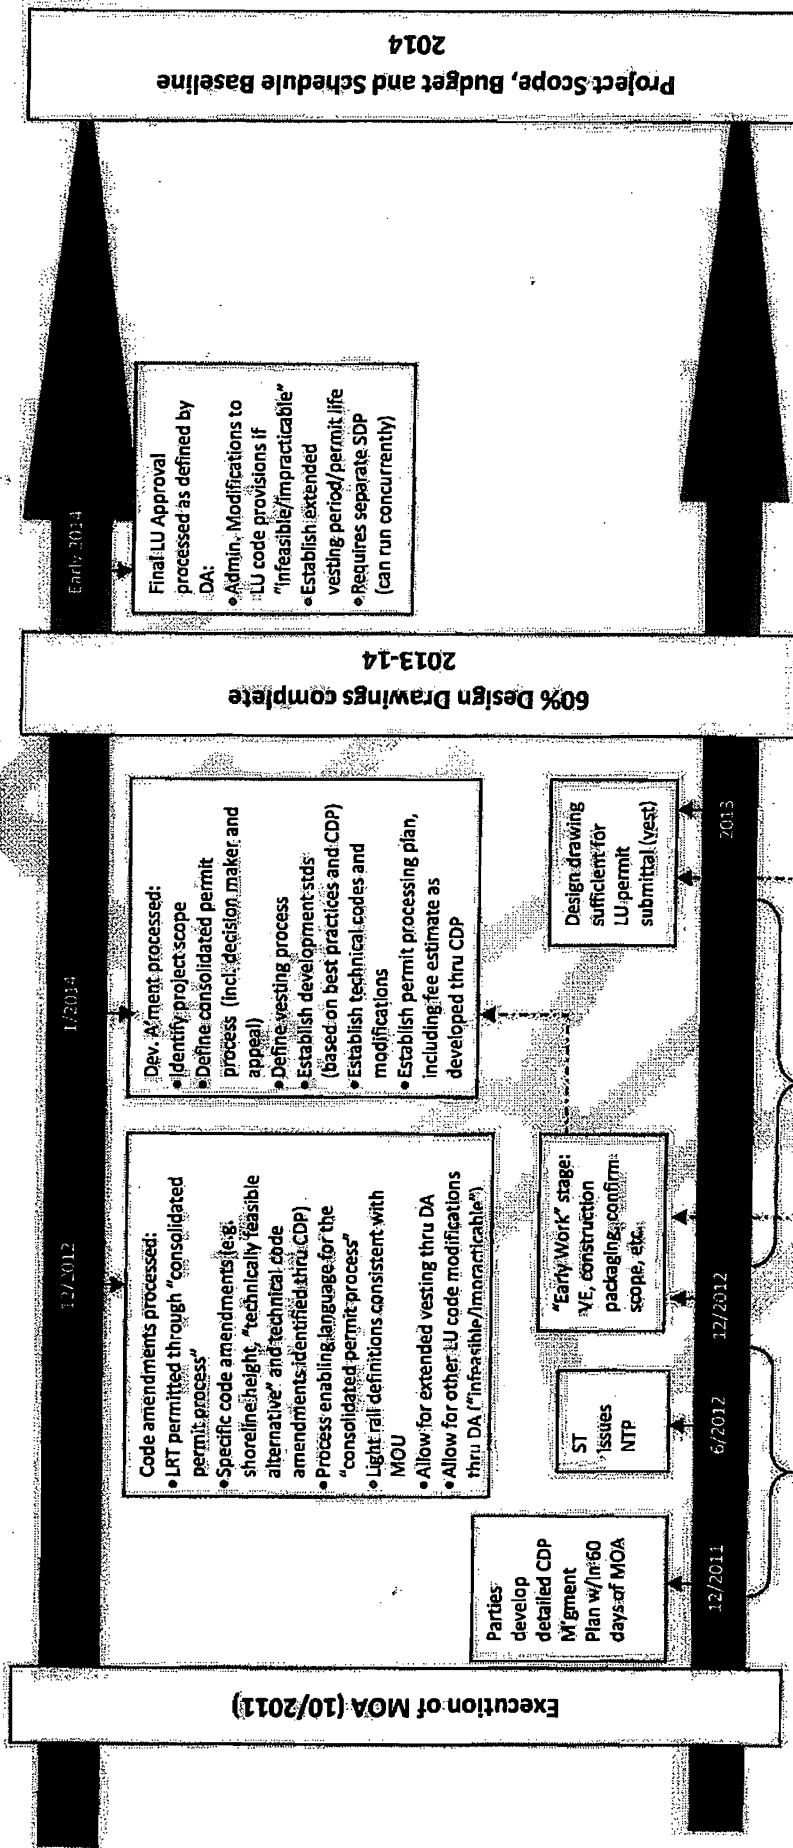 Execution of MOA (10/2011)
12/2012
Code amendments processed:
•LRT permitted through "consolidated
permit process"
•Specific code amendments (e.g.
shoreline height, "technically feasible
alternative" and technical code
amendments identified thru CDP)
•Process enabling language for the
"consolidated permit process"
•Light rail definitions consistent with
MOU
•Allow for extended vesting thru DA
•Allow for other LU code modifications
thru DA ("infeasible/impracticable")
1/2014
Dev. A'ment processed:
•Identify project scope
•Define consolidated permit
process (incl. decision maker and
appeal)
•Define vesting process
•Establish development stds
(based on best practices and CDP)
•Establish technical codes and
modifications
•Establish permit processing plan,
including fee estimate as
developed thru CDP
60% Design Drawings complete
2013-14
Early 2014
Final LU Approval
processed as defined by
DA:
•Admin. Modifications to
LU code provisions if
"infeasible/impracticable"
•Establish extended
vesting period/permit life
•Requires separate SDP
(can run concurrently)
Project Scope, Budget and Schedule Baseline
2014
Parties
develop
detailed CDP
M'gment
Plan w/in 60
days of MOA
12/2011
ST
issues
NTP
6/2012
"Early Work" stage:
VE, construction
packaging, confirm
scope, etc.
12/2012
Design drawing
sufficient for
LU permit
submittal (vest)
2013